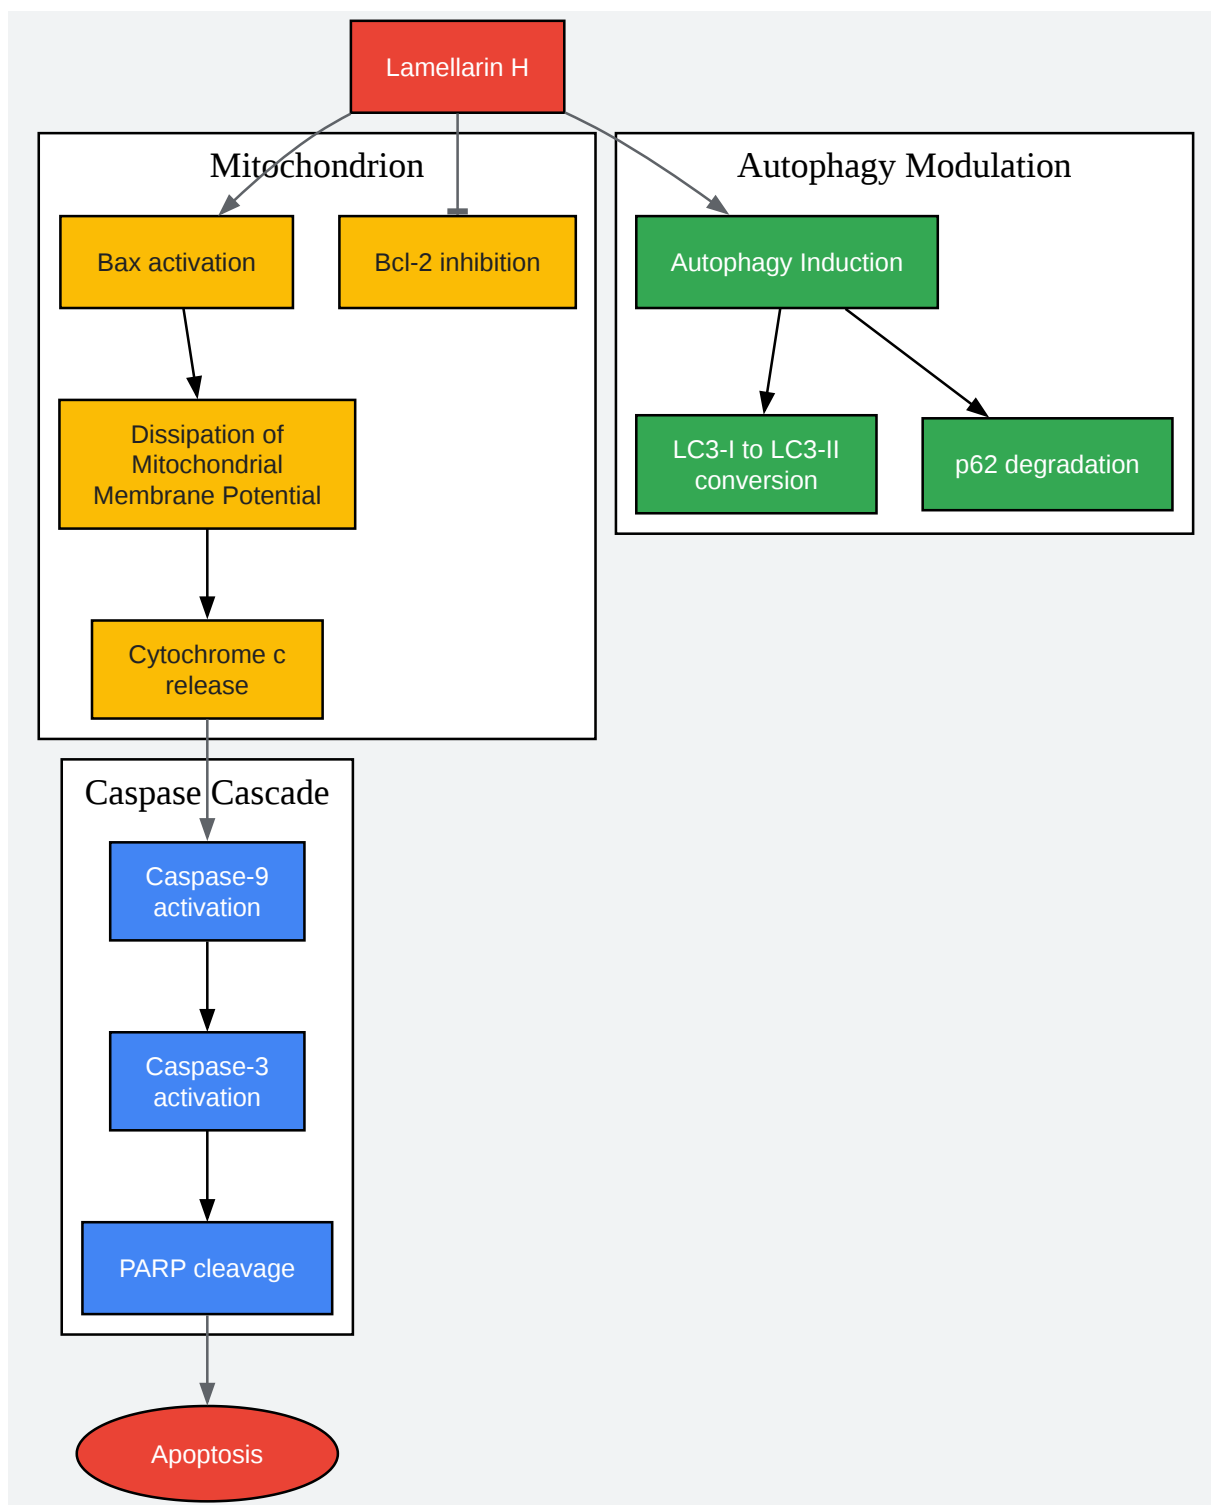 Lamellarin H
Mitochondrion
Autophagy Modulation
Bax activation
Bcl-2 inhibition
Autophagy Induction
Dissipation of
Mitochondrial
Membrane Potential
LC3-I to LC3-II
conversion
p62 degradation
Cytochrome c
release
Caspase Cascade
Caspase-9
activation
Caspase-3
activation
PARP cleavage
Apoptosis